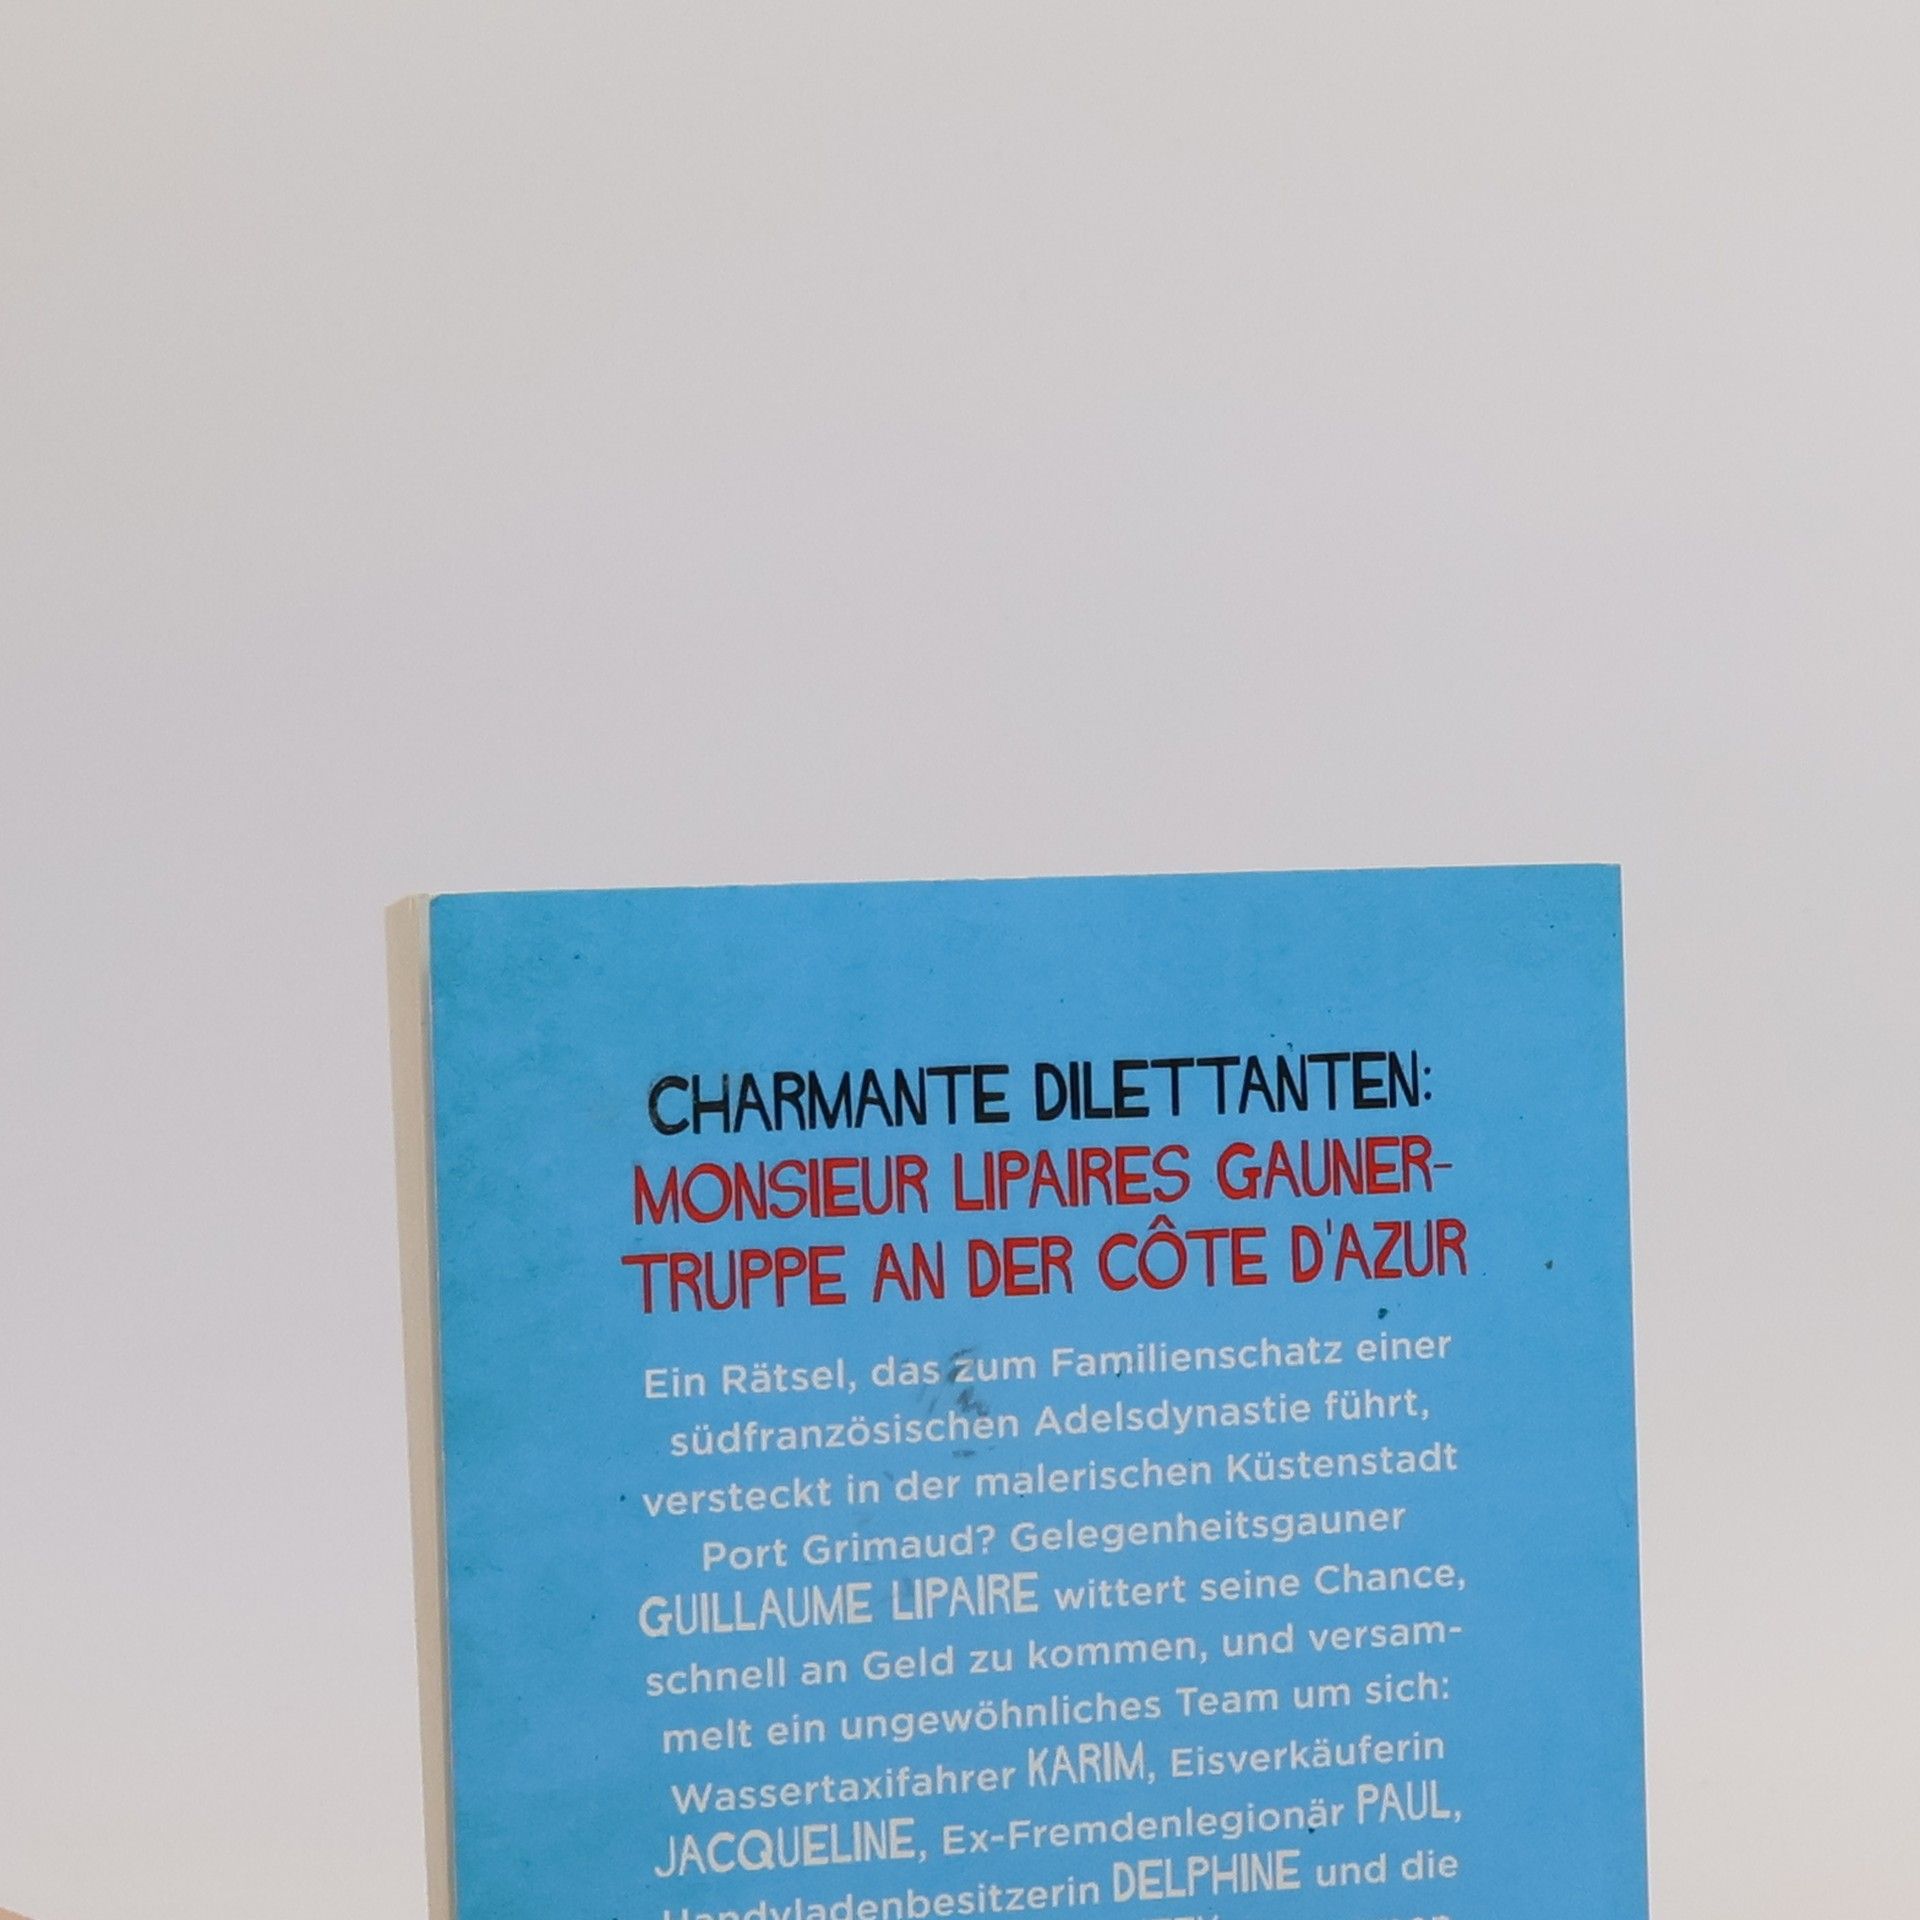 CHARMANTE DILETTANTEN:
MONSIEUR LIPAIRES GAUNER-
TRUPPE AN DER CÔTE D'AZUR
Ein Rätsel, das zum Familienschatz einer
südfranzösischen Adelsdynastie führt,
versteckt in der malerischen Küstenstadt
Port Grimaud? Gelegenheitsgauner
GUILLAUME LIPAIRE wittert seine Chance,
schnell an Geld zu kommen, und versam-
melt ein ungewöhnliches Team um sich:
Wassertaxifahrer KARIM, Eisverkäuferin
JACQUELINE, Ex-Fremdenlegionär PAUL,
Handyladenbesitzerin DELPHINE und die